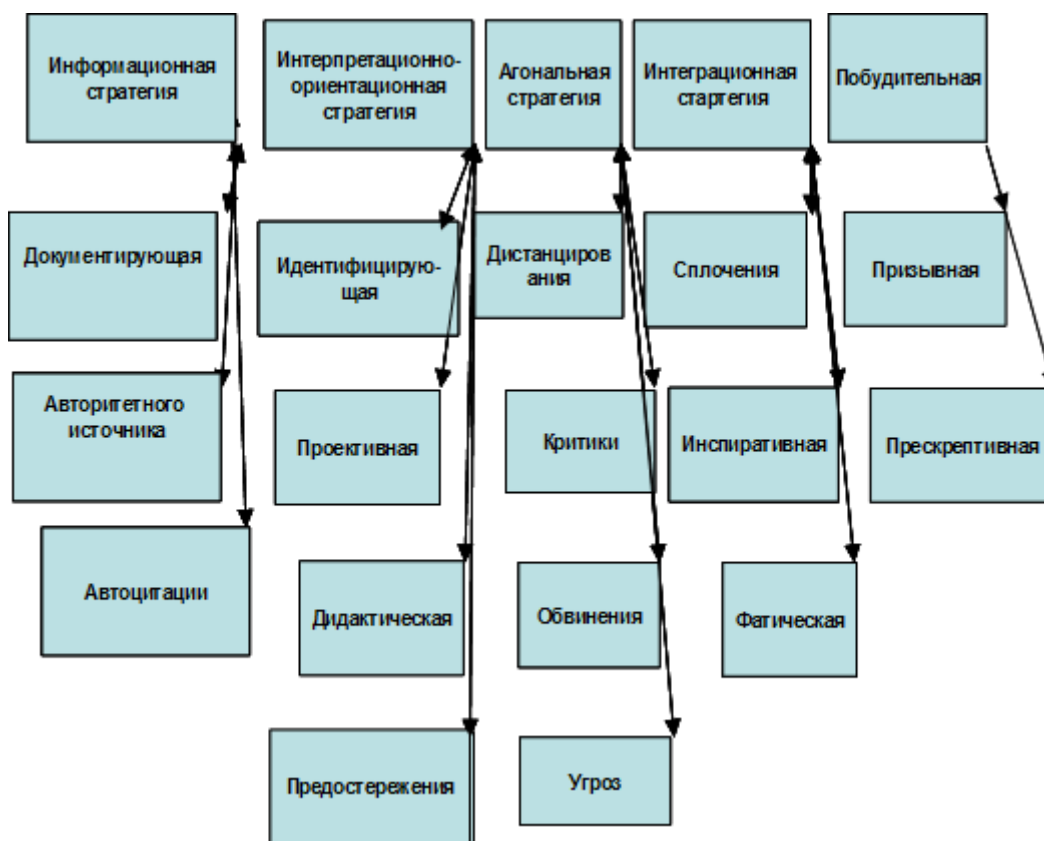 Информационная
стратегия
Интерпретационно-
ориентационная
стратегия
Агональная
стратегия
Интеграционная
стартегия
Побудительная
Документирующая
Идентифицирую-
щая
Дистанциров
ания
Сплочения
Призывная
Авторитетного
источника
Проективная
Критики
Инспиративная
Прескрептивная
Автоцитации
Дидактическая
Обвинения
Фатическая
Предостережения
Угроз